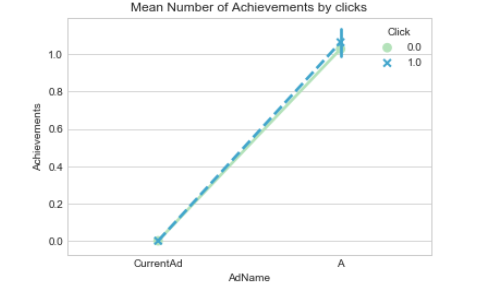 Mean Number of Achievements by clicks
Click
0.0
1.0
1.0
0.8
0.6
0.4
0.2
0.0
Achievements
CurrentAd
A
AdName